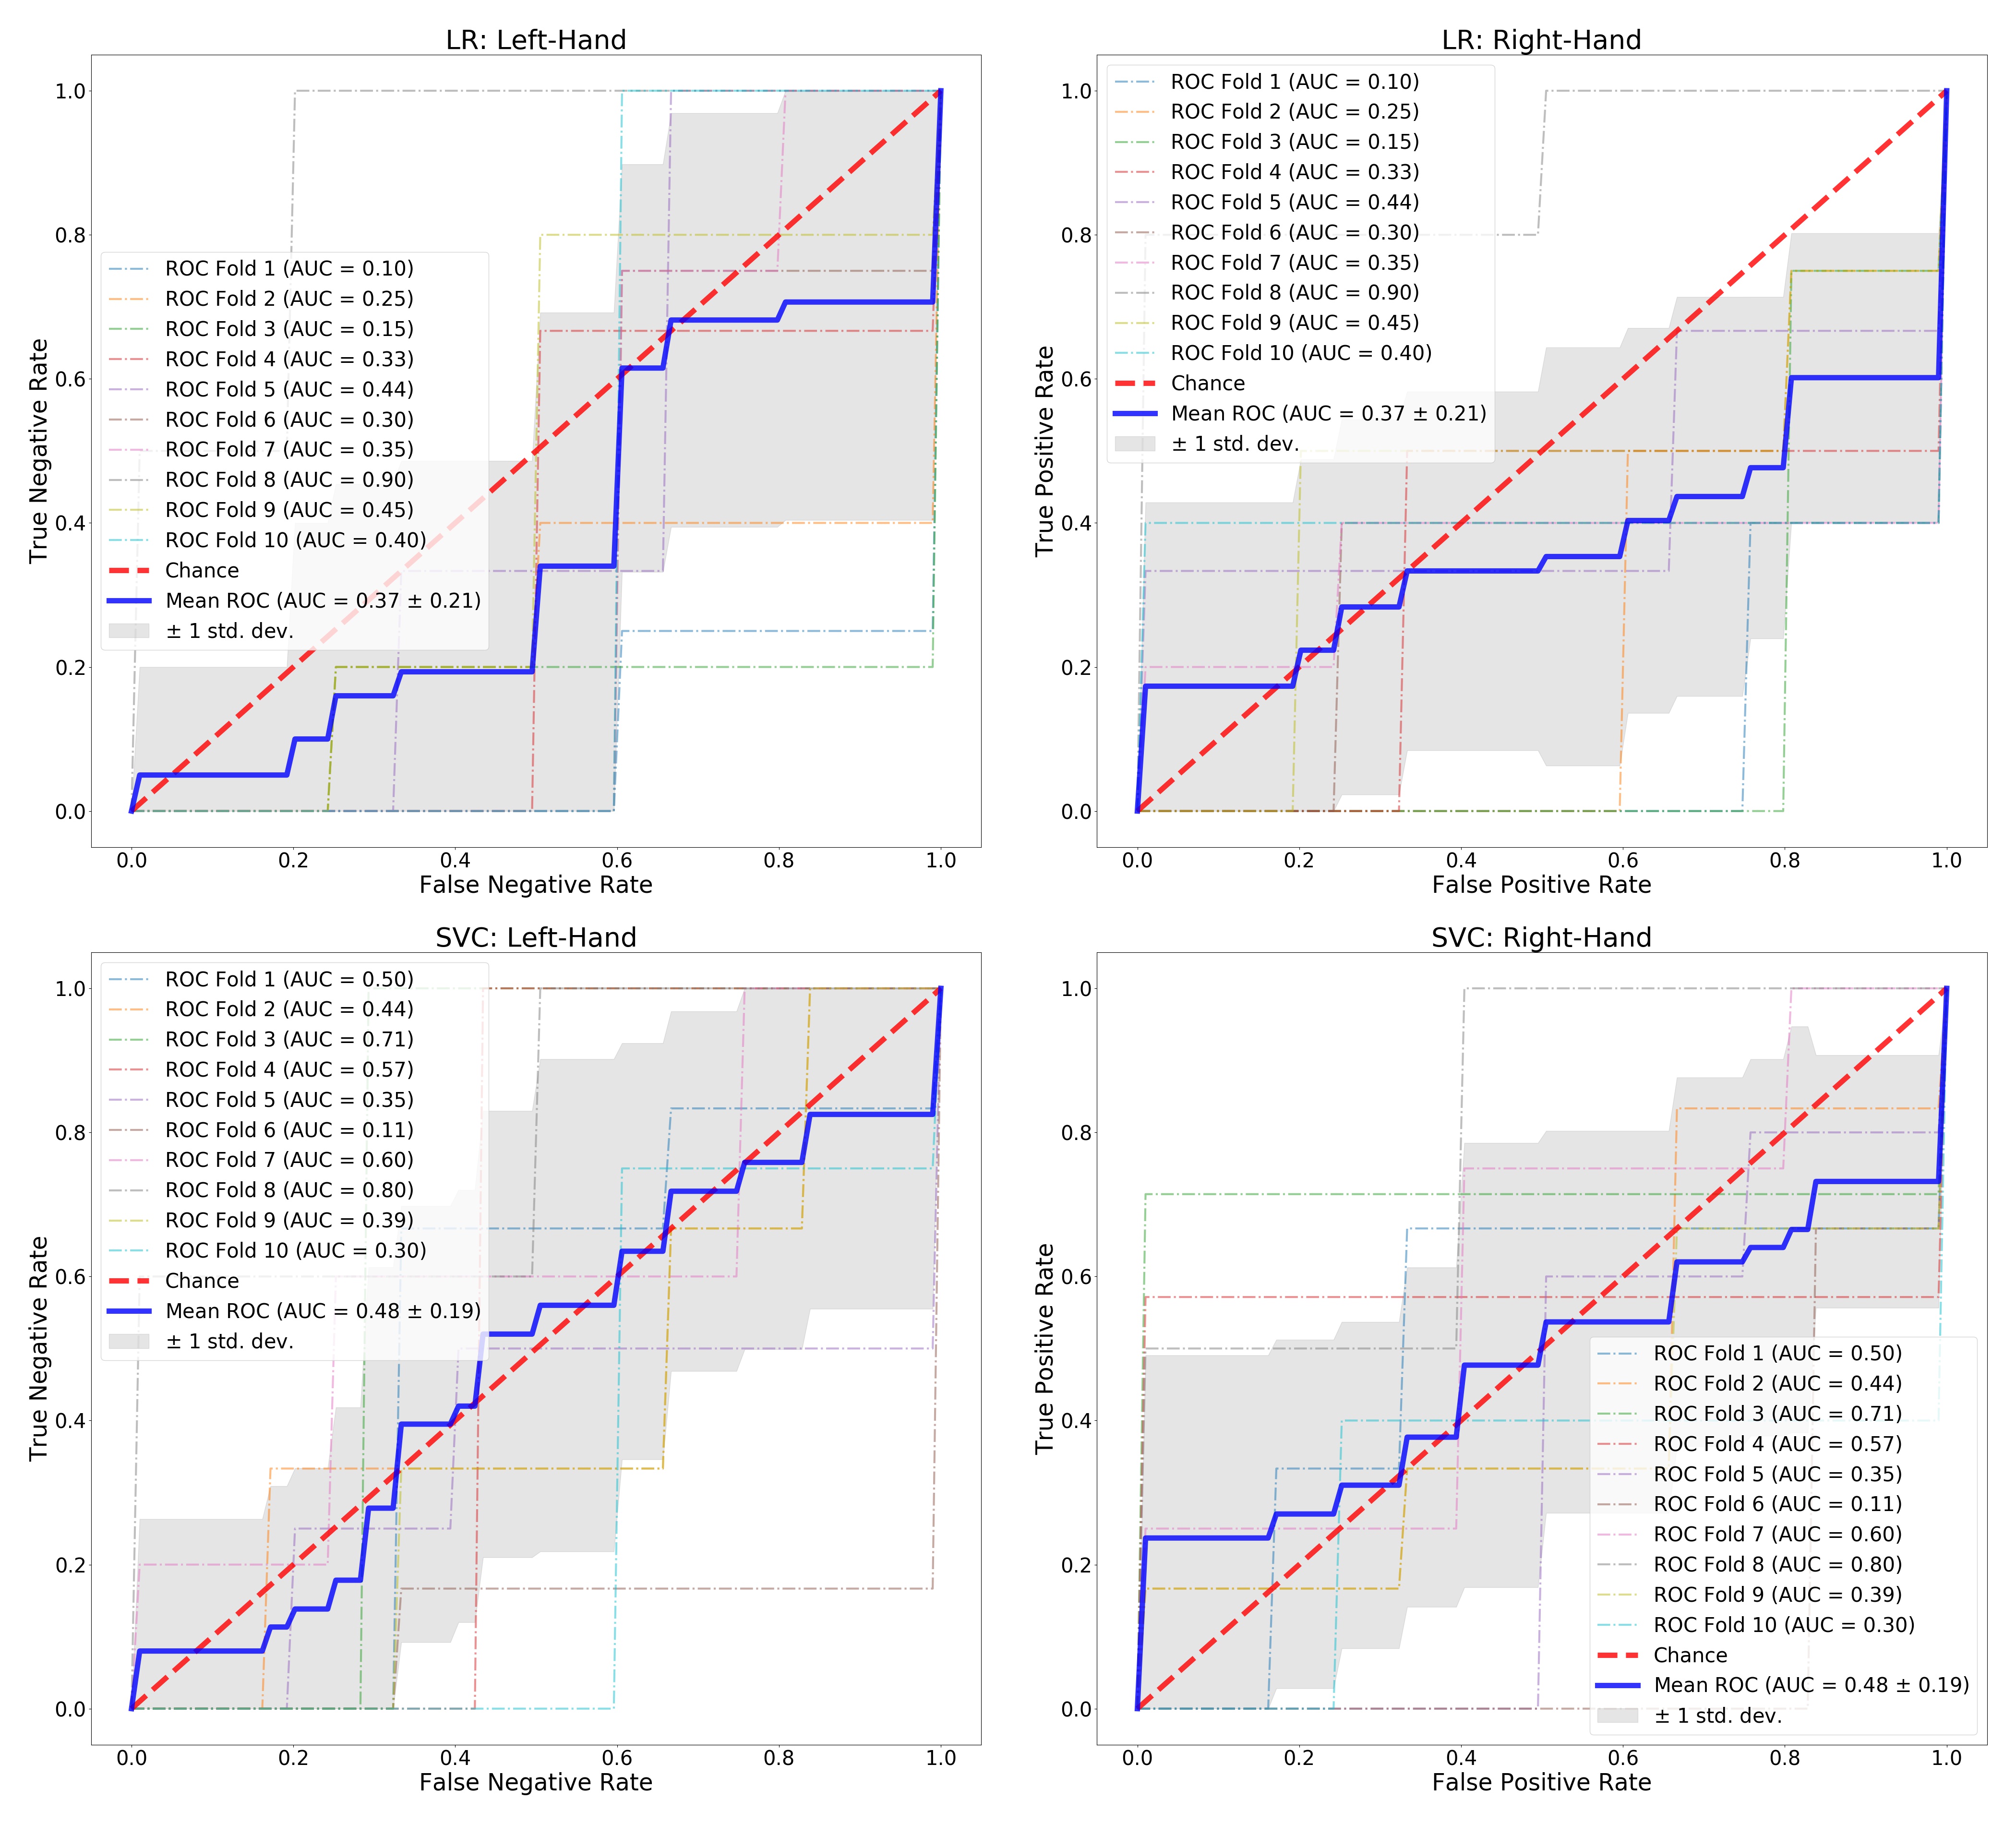 LR: Left-Hand
True Negative Rate
1.0
0.8
0.6
0.4
0.2
0.0
ROC Fold 1 (AUC = 0.10)
ROC Fold 2 (AUC = 0.25)
ROC Fold 3 (AUC = 0.15)
ROC Fold 4 (AUC = 0.33)
ROC Fold 5 (AUC = 0.44)
ROC Fold 6 (AUC = 0.30)
ROC Fold 7 (AUC = 0.35)
ROC Fold 8 (AUC = 0.90)
ROC Fold 9 (AUC = 0.45)
ROC Fold 10 (AUC = 0.40)
Chance
Mean ROC (AUC = 0.37 ± 0.21)
± 1 std. dev.
0.0 0.2 0.4 0.6 0.8 1.0
False Negative Rate
LR: Right-Hand
True Positive Rate
1.0
0.8
0.6
0.4
0.2
0.0
ROC Fold 1 (AUC = 0.10)
ROC Fold 2 (AUC = 0.25)
ROC Fold 3 (AUC = 0.15)
ROC Fold 4 (AUC = 0.33)
ROC Fold 5 (AUC = 0.44)
ROC Fold 6 (AUC = 0.30)
ROC Fold 7 (AUC = 0.35)
ROC Fold 8 (AUC = 0.90)
ROC Fold 9 (AUC = 0.45)
ROC Fold 10 (AUC = 0.40)
Chance
Mean ROC (AUC = 0.37 ± 0.21)
± 1 std. dev.
0.0 0.2 0.4 0.6 0.8 1.0
False Positive Rate
SVC: Left-Hand
True Negative Rate
1.0
0.8
0.6
0.4
0.2
0.0
ROC Fold 1 (AUC = 0.50)
ROC Fold 2 (AUC = 0.44)
ROC Fold 3 (AUC = 0.71)
ROC Fold 4 (AUC = 0.57)
ROC Fold 5 (AUC = 0.35)
ROC Fold 6 (AUC = 0.11)
ROC Fold 7 (AUC = 0.60)
ROC Fold 8 (AUC = 0.80)
ROC Fold 9 (AUC = 0.39)
ROC Fold 10 (AUC = 0.30)
Chance
Mean ROC (AUC = 0.48 ± 0.19)
± 1 std. dev.
0.0 0.2 0.4 0.6 0.8 1.0
False Negative Rate
SVC: Right-Hand
True Positive Rate
1.0
0.8
0.6
0.4
0.2
0.0
ROC Fold 1 (AUC = 0.50)
ROC Fold 2 (AUC = 0.44)
ROC Fold 3 (AUC = 0.71)
ROC Fold 4 (AUC = 0.57)
ROC Fold 5 (AUC = 0.35)
ROC Fold 6 (AUC = 0.11)
ROC Fold 7 (AUC = 0.60)
ROC Fold 8 (AUC = 0.80)
ROC Fold 9 (AUC = 0.39)
ROC Fold 10 (AUC = 0.30)
Chance
Mean ROC (AUC = 0.48 ± 0.19)
± 1 std. dev.
0.0 0.2 0.4 0.6 0.8 1.0
False Positive Rate